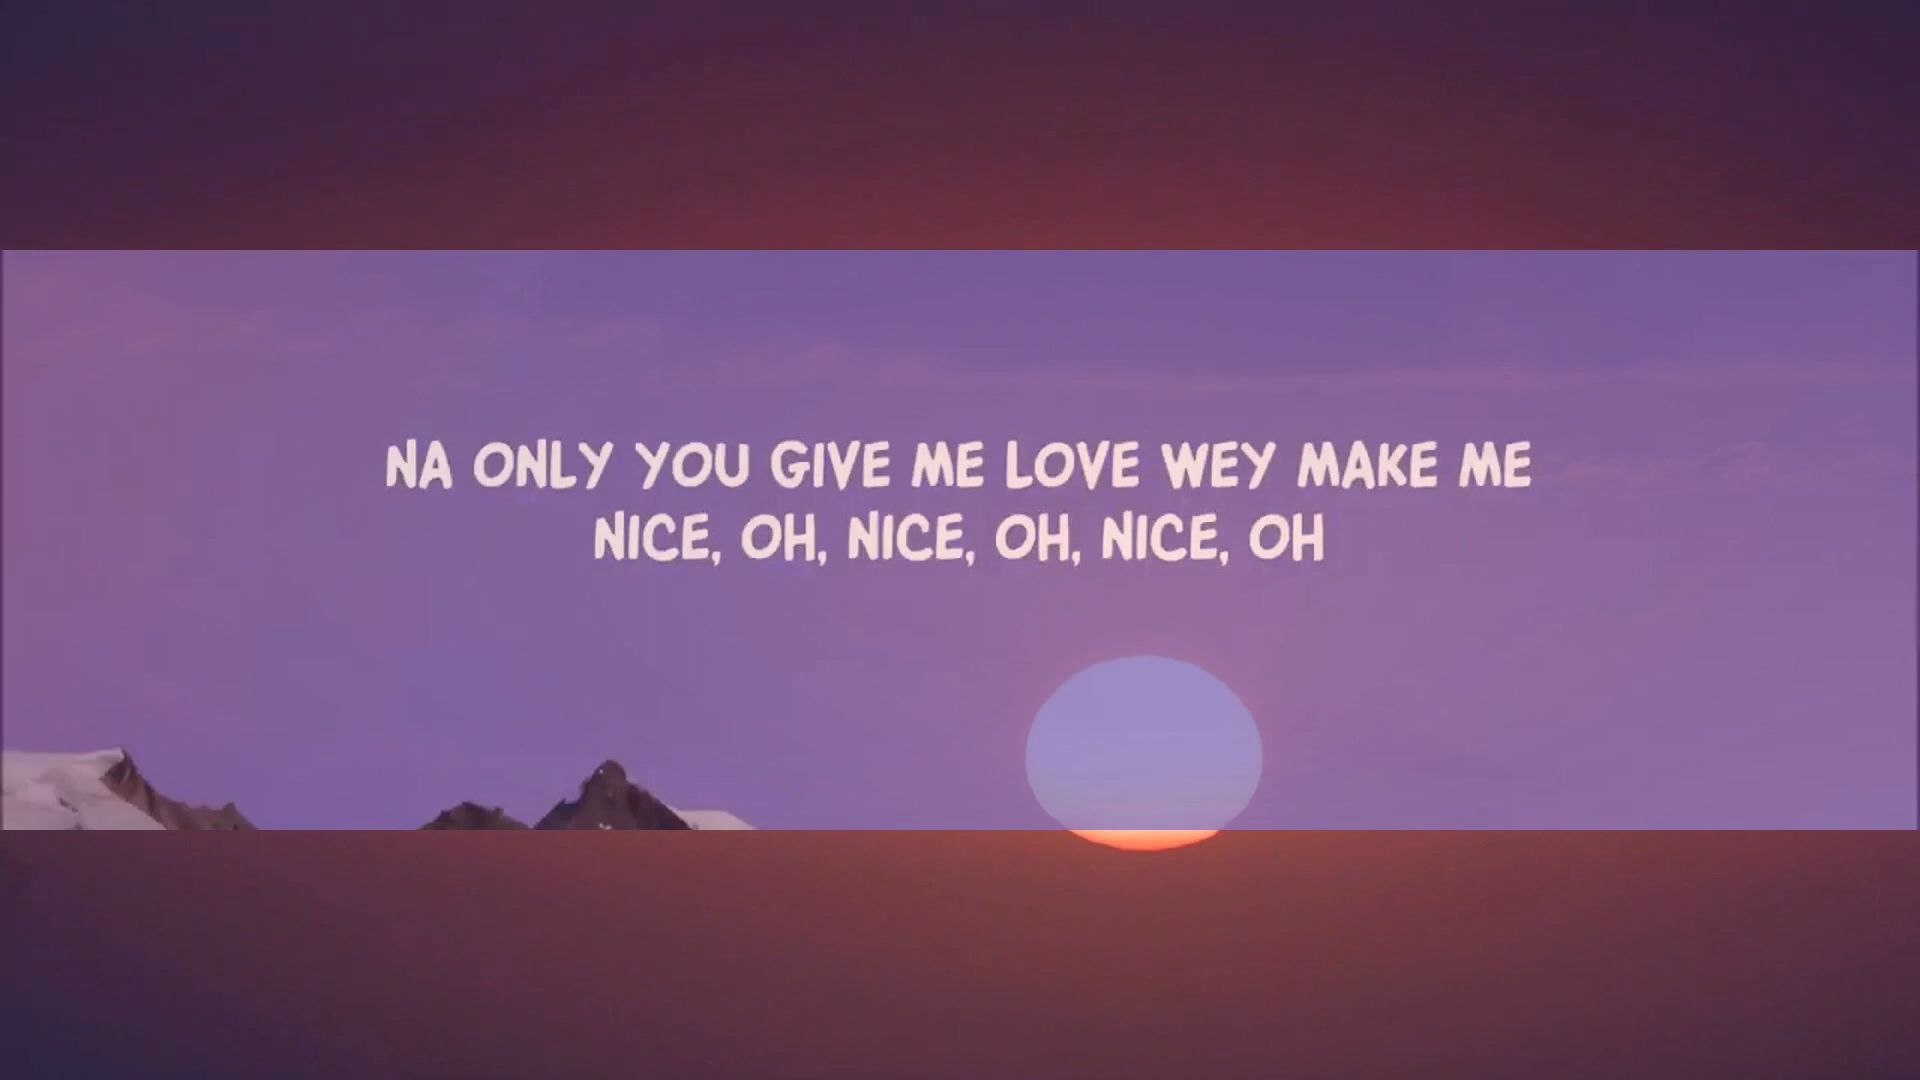 NA ONLY YOU GIVE ME LOVE WEY MAKE ME
NICE, OH, NICE, OH, NICE, OH